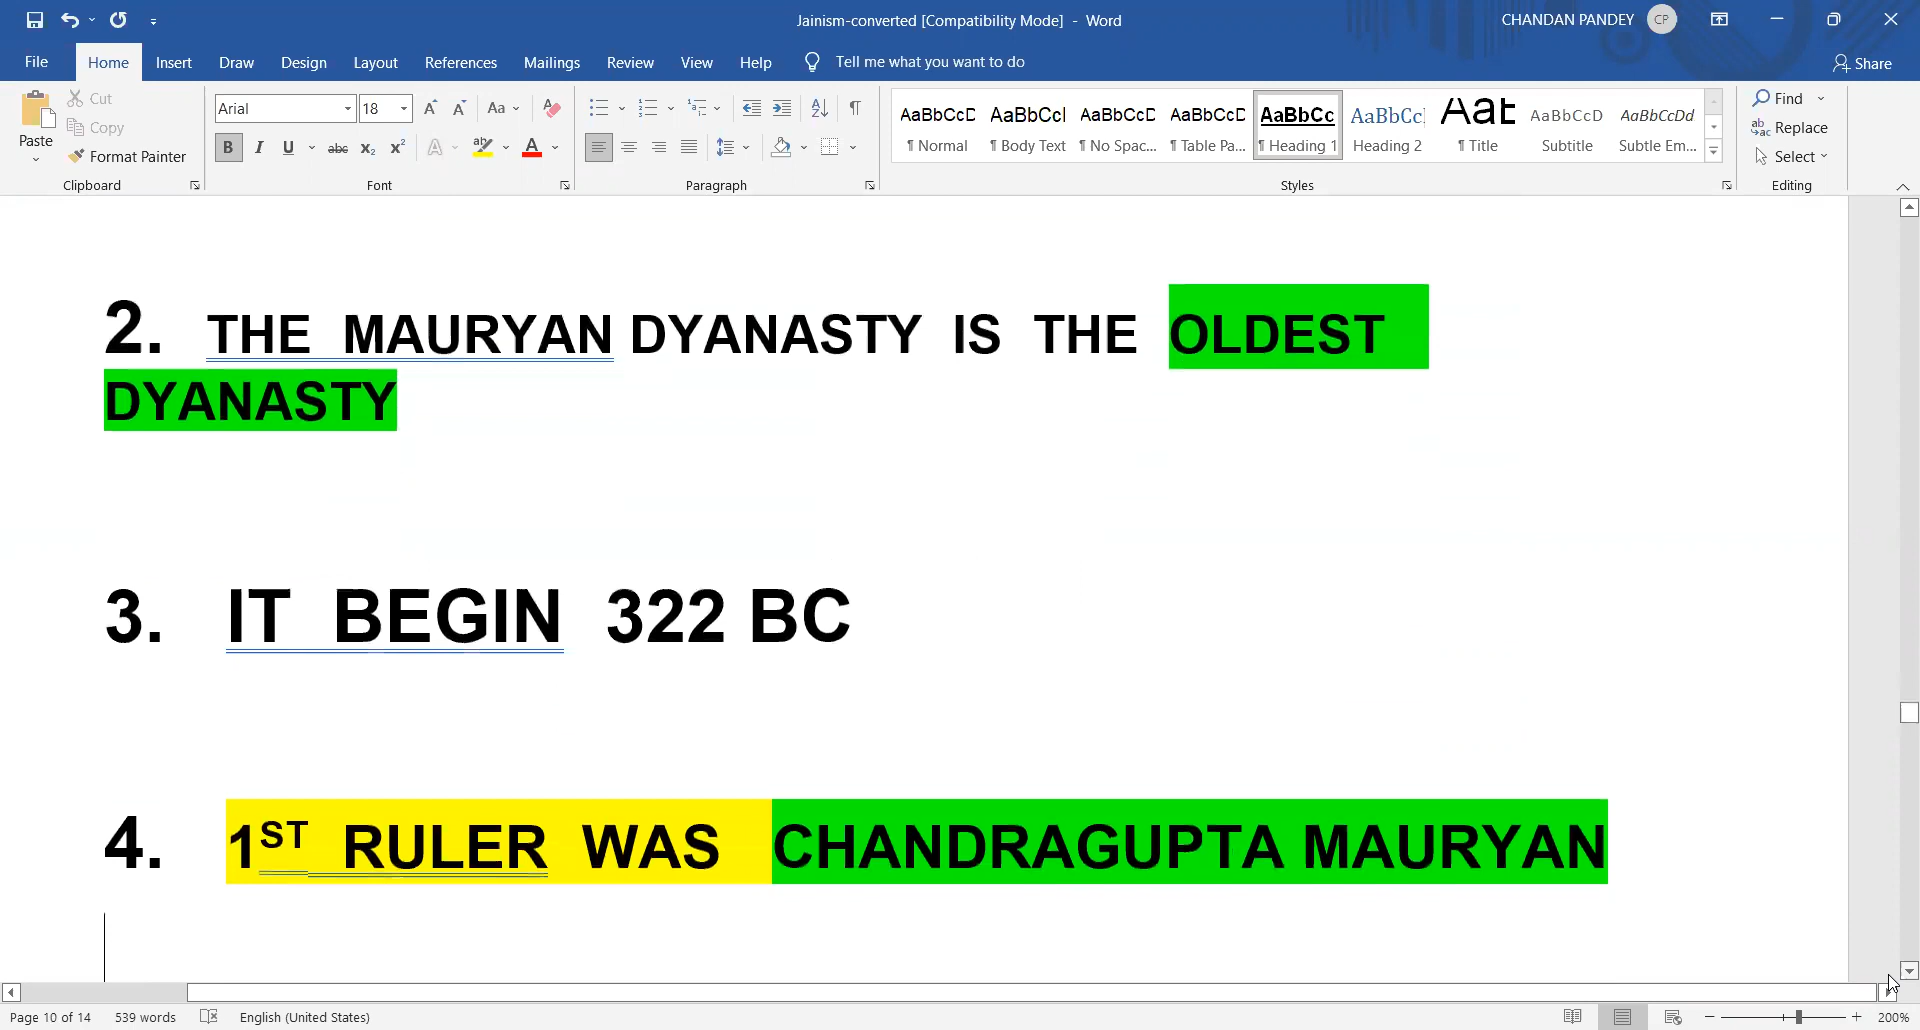 Jainism-converted [Compatibility Mode] - Word
CHANDAN PANDEY CP
File Home Insert Draw Design Layout References Mailings Review View Help Tell me what you want to do Share
Paste
Cut
Copy
Format Painter
Clipboard
Arial 18
Font
Paragraph
AaBbCcD AaBbCcI AaBbCcD AaBbCcD AaBbCc AaBbCc AaB AaBbCcD AaBbCcDd
¶ Normal ¶ Body Text ¶ No Spac... ¶ Table Pa... ¶ Heading 1 Heading 2 ¶ Title Subtitle Subtle Em...
Styles
Find
Replace
Select
Editing
2. THE MAURYAN DYANASTY IS THE OLDEST
DYANASTY
3. IT BEGIN 322 BC
4. 1ST RULER WAS CHANDRAGUPTA MAURYAN
Page 10 of 14 539 words English (United States) 200%